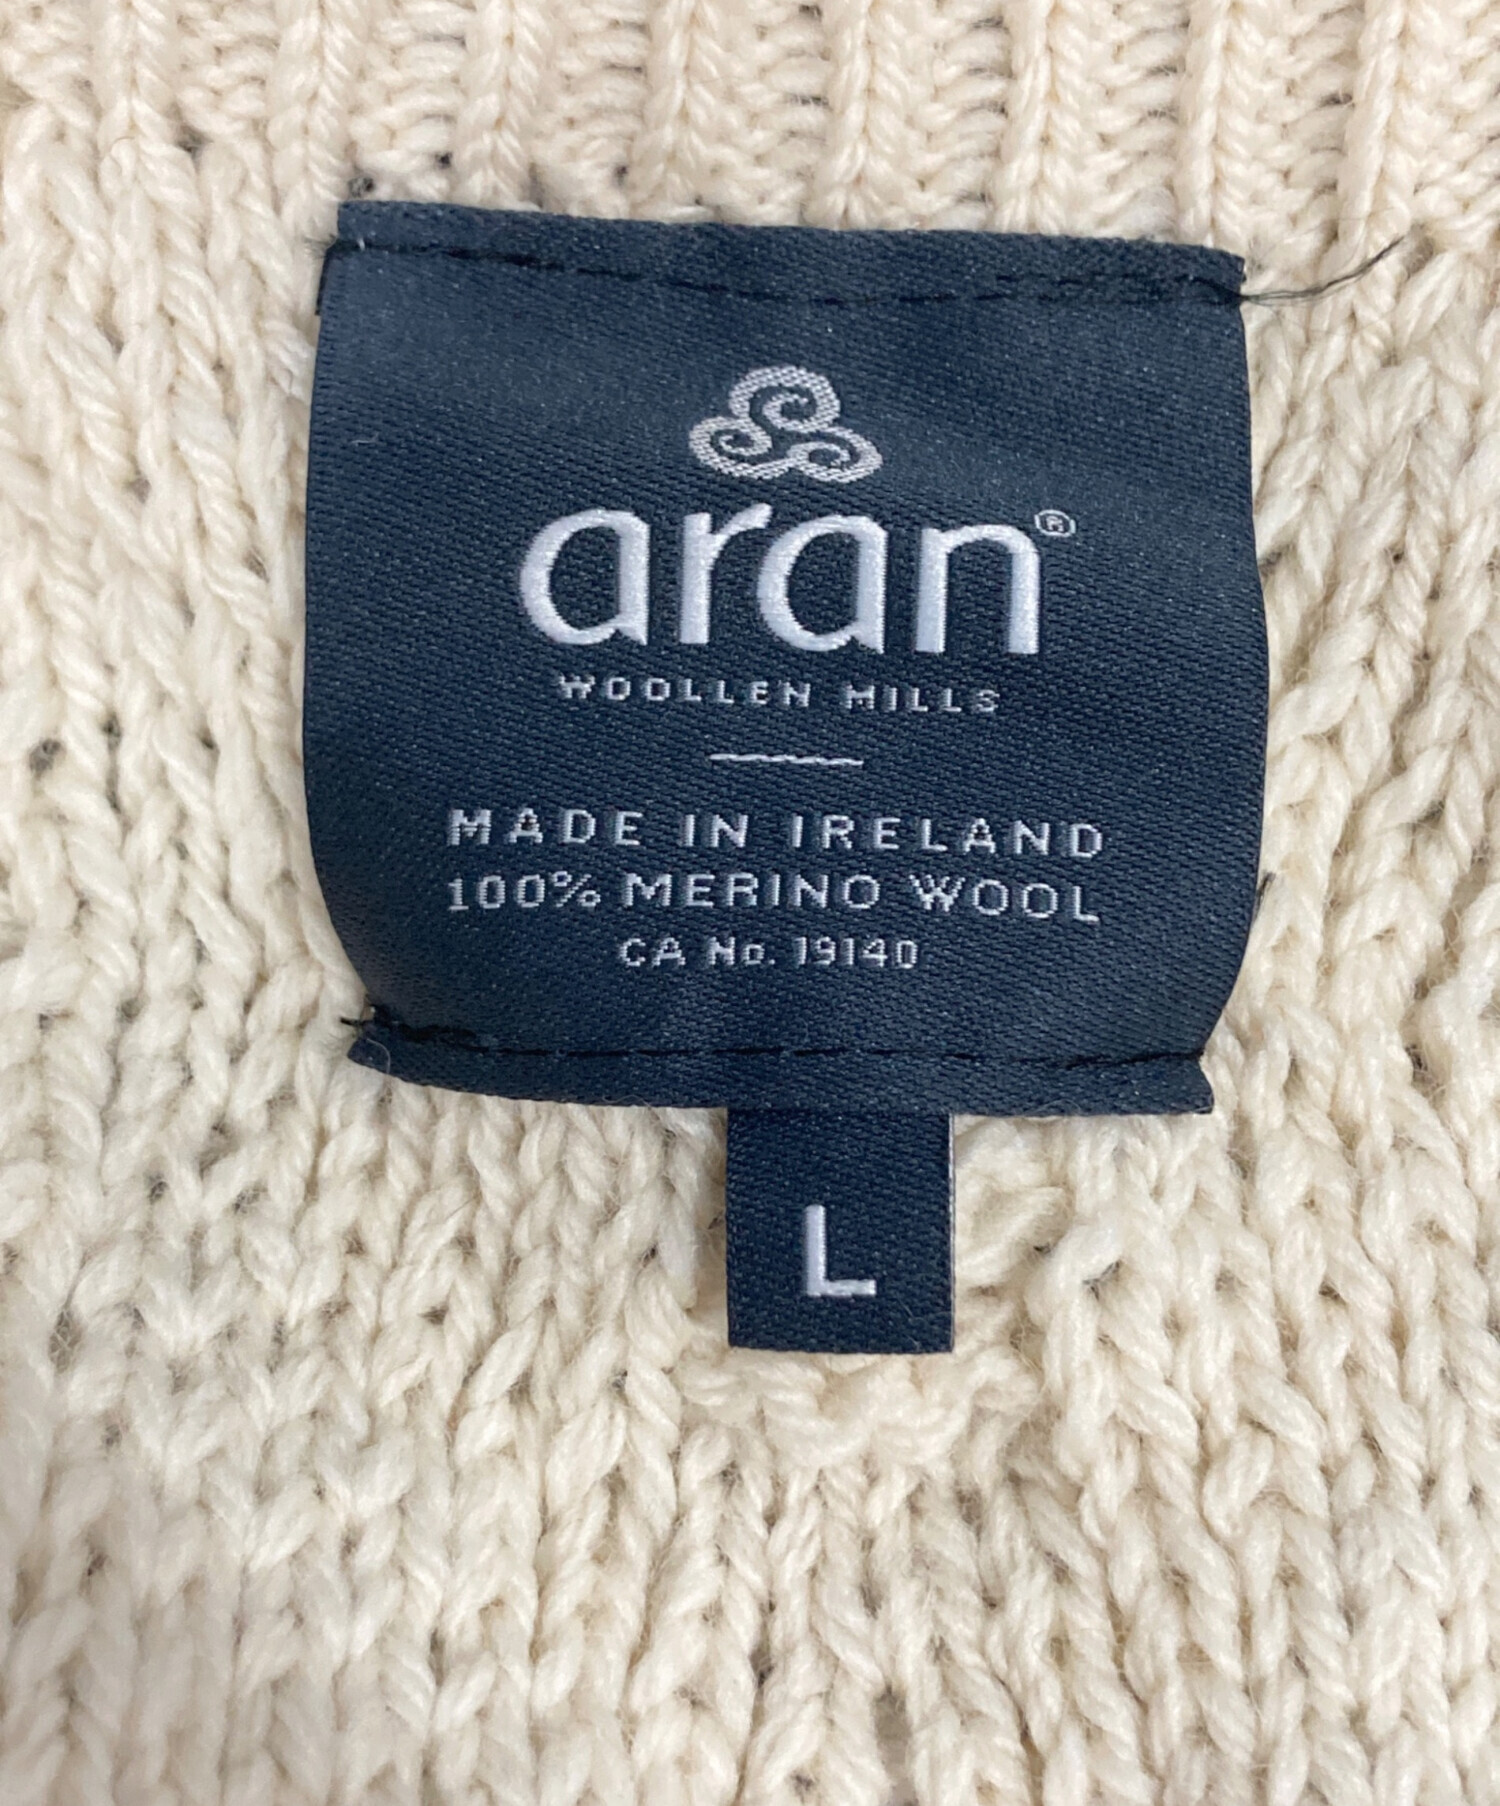 aran®
WOOLLEN MILLS
MADE IN IRELAND
100% MERINO WOOL
CA No. 19140
L